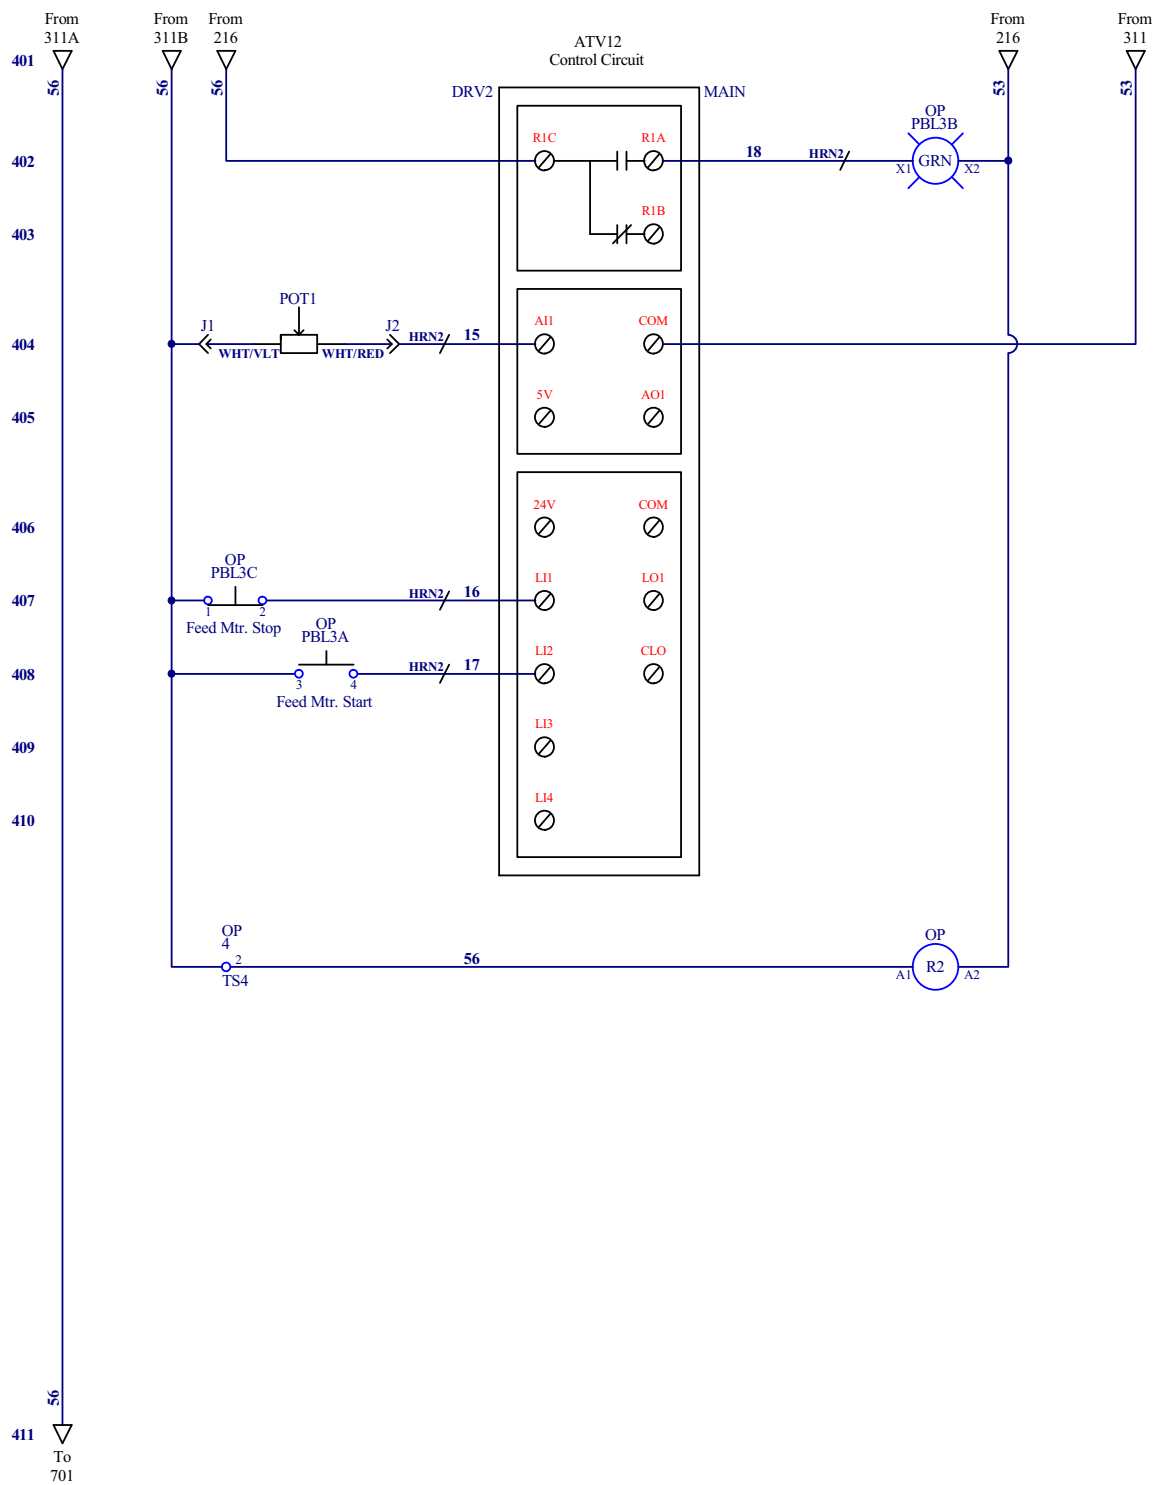 From
311A
From
311B
From
216
From
216
From
311
401
56
56
56
53
53
ATV12
Control Circuit
DRV2
MAIN
402
R1C
R1A
18
HRN2
OP
PBL3B
X1
GRN
X2
403
R1B
404
J1
POT1
J2
WHT/VLT
WHT/RED
HRN2
15
AI1
COM
405
5V
AO1
406
24V
COM
407
OP
PBL3C
1
2
Feed Mtr. Stop
HRN2
16
LI1
LO1
408
OP
PBL3A
3
4
Feed Mtr. Start
HRN2
17
LI2
CLO
409
LI3
410
LI4
OP
4
2
TS4
56
OP
A1
R2
A2
56
411
To
701